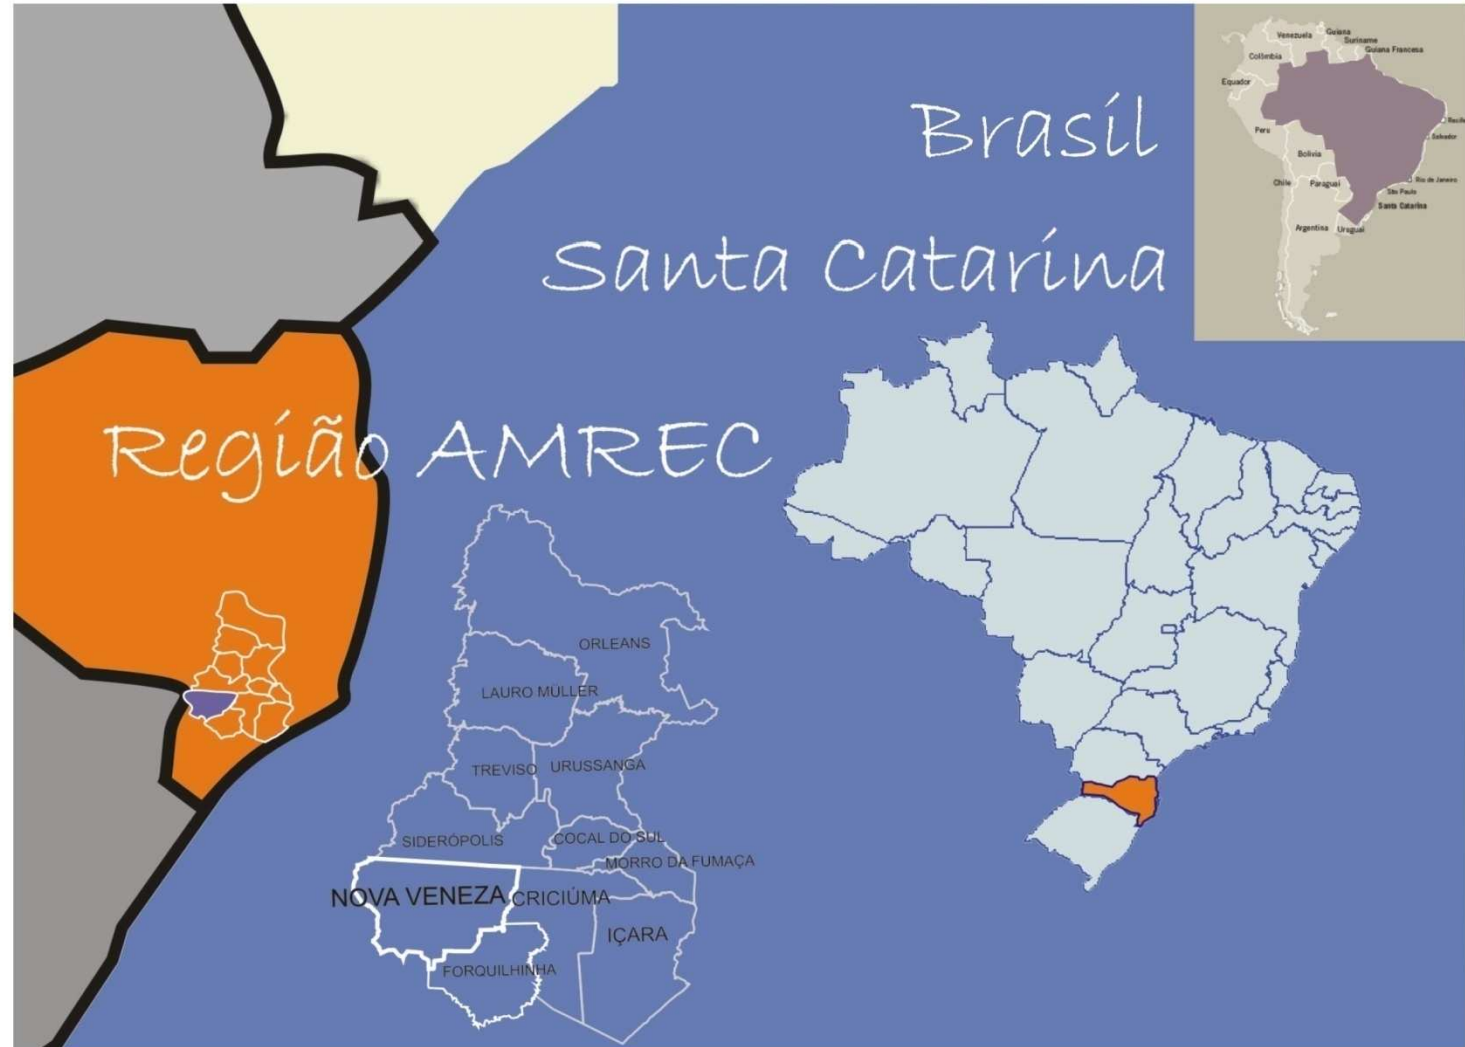 Brasil
Santa Catarina
Região AMREC
Venezuela
Guiana
Suriname
Guiana Francesa
Colômbia
Equador
Peru
Recife
Salvador
Bolivia
Chile
Paraguai
Rio de Janeiro
São Paulo
Santa Catarina
Argentina
Uruguai
ORLEANS
LAURO MÜLLER
TREVISO
URUSSANGA
SIDERÓPOLIS
COCAL DO SUL
MORRO DA FUMAÇA
NOVA VENEZA
CRICIÚMA
IÇARA
FORQUILHINHA